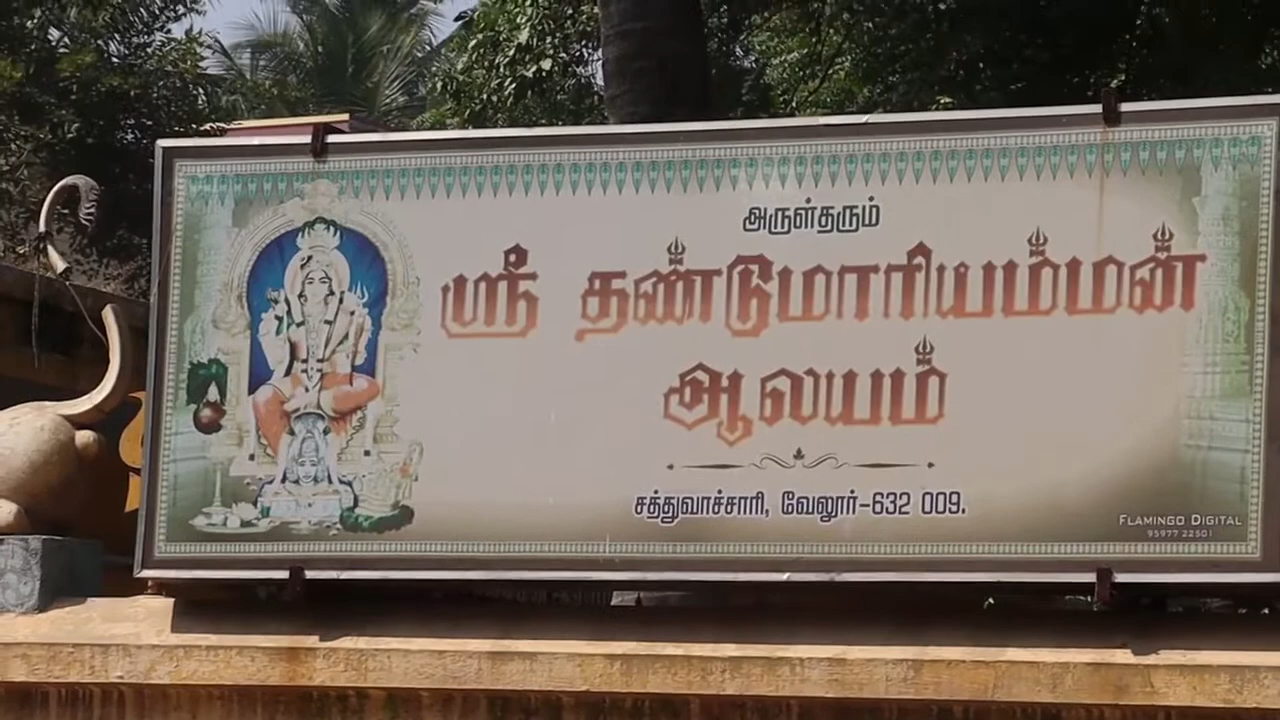 அருள்தரும்
ஸ்ரீ தண்டுமாரியம்மன்
ஆலயம்
சத்துவாச்சாரி, வேலூர்-632 009.
FLAMINGO DIGITAL
95977 22501